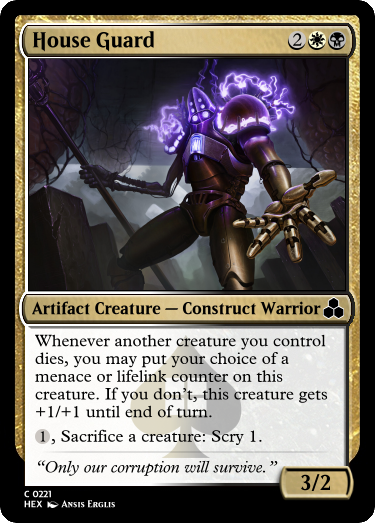 House Guard 2
Artifact Creature — Construct Warrior
Whenever another creature you control
dies, you may put your choice of a
menace or lifelink counter on this
creature. If you don't, this creature gets
+1/+1 until end of turn.
1, Sacrifice a creature: Scry 1.
“Only our corruption will survive.”
3/2
C 0221
HEX Ansis Erglis